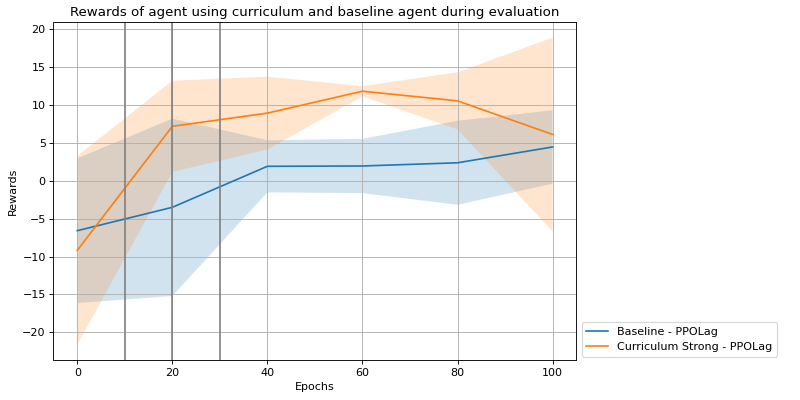 Rewards of agent using curriculum and baseline agent during evaluation
20
15
10
5
0
−5
−10
−15
−20
Rewards
0 20 40 60 80 100
Epochs
Baseline - PPOLag
Curriculum Strong - PPOLag